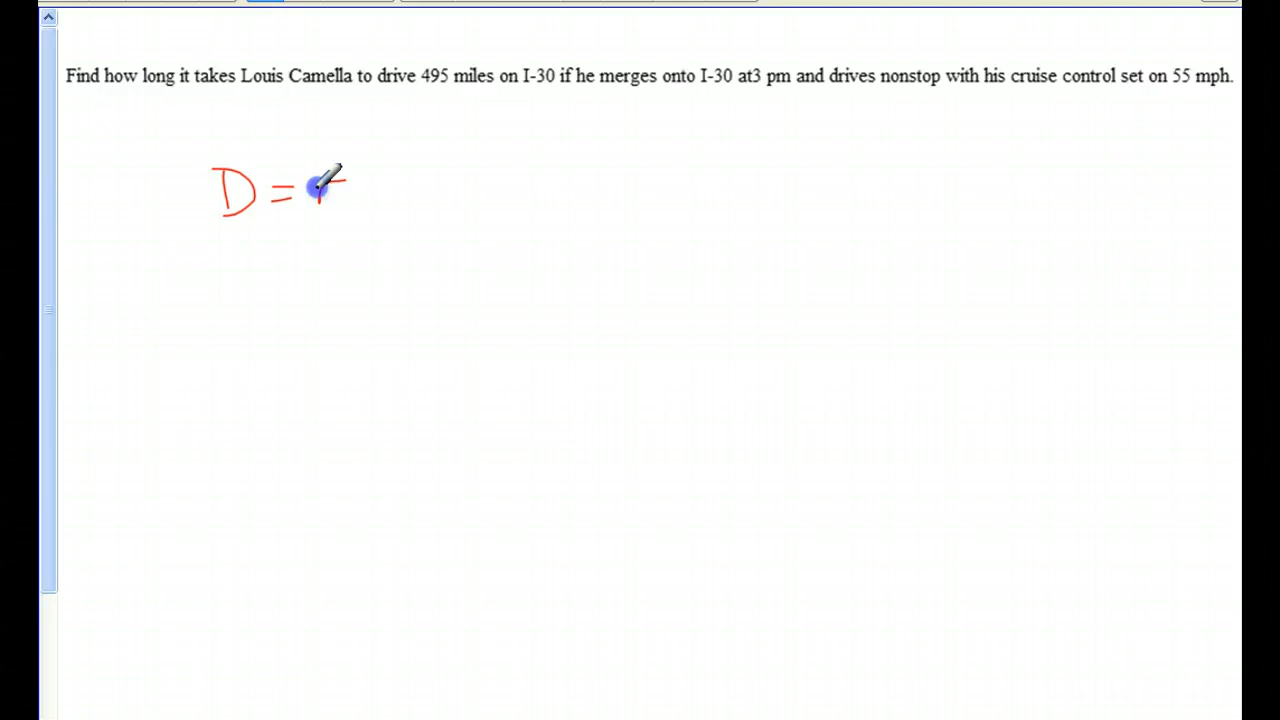 Find how long it takes Louis Camella to drive 495 miles on I-30 if he merges onto I-30 at3 pm and drives nonstop with his cruise control set on 55 mph.
D = r